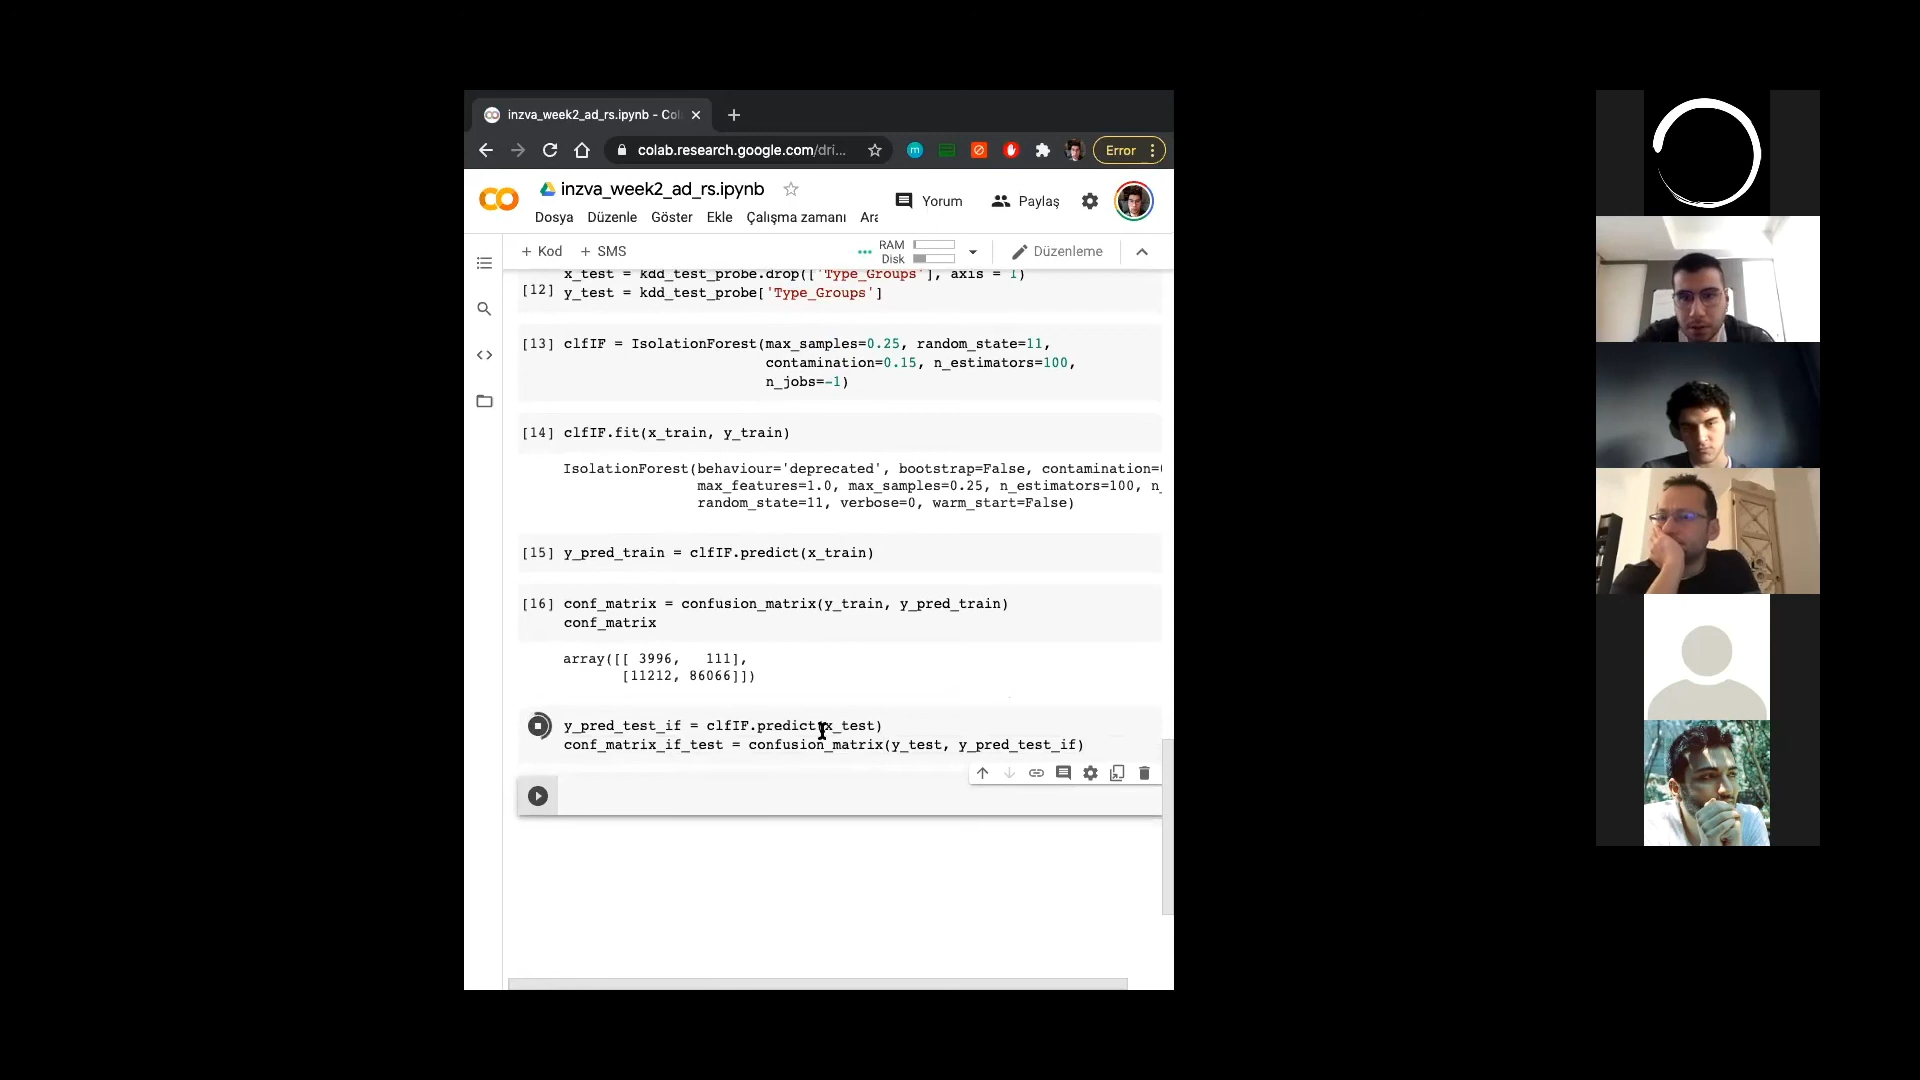 inzva_week2_ad_rs.ipynb - Col
colab.research.google.com/dri...
m
Error
inzva_week2_ad_rs.ipynb
Yorum
Paylaş
Dosya Düzenle Göster Ekle Çalışma zamanı Ara
+ Kod + SMS
RAM
Disk
Düzenleme
x_test = kdd_test_probe.drop(['Type_Groups'], axis = 1)
[12] y_test = kdd_test_probe['Type_Groups']
[13] clfIF = IsolationForest(max_samples=0.25, random_state=11,
contamination=0.15, n_estimators=100,
n_jobs=-1)
[14] clfIF.fit(x_train, y_train)
IsolationForest(behaviour='deprecated', bootstrap=False, contamination=
max_features=1.0, max_samples=0.25, n_estimators=100, n_
random_state=11, verbose=0, warm_start=False)
[15] y_pred_train = clfIF.predict(x_train)
[16] conf_matrix = confusion_matrix(y_train, y_pred_train)
conf_matrix
array([[ 3996, 111],
[11212, 86066]])
y_pred_test_if = clfIF.predict(x_test)
conf_matrix_if_test = confusion_matrix(y_test, y_pred_test_if)